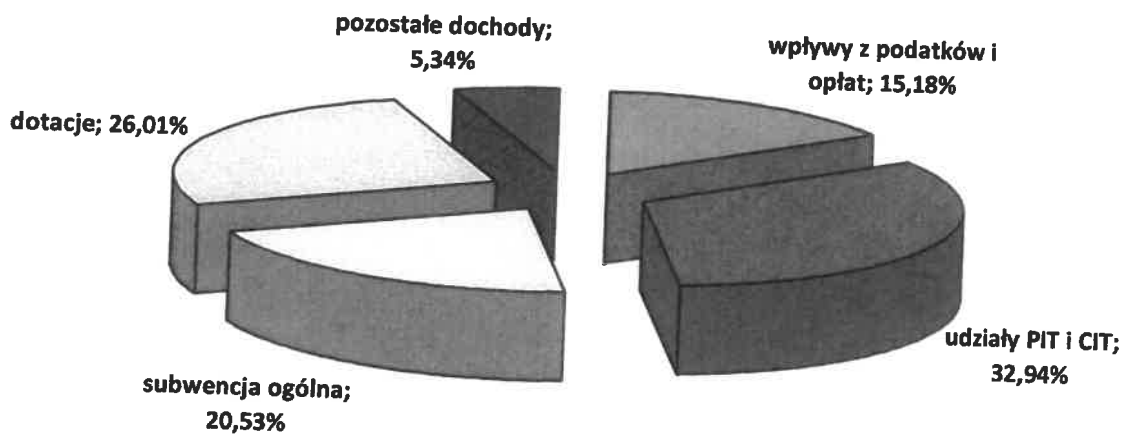 pozostałe dochody;
5,34%
wpływy z podatków i
opłat; 15,18%
dotacje; 26,01%
udziały PIT i CIT;
32,94%
subwencja ogólna;
20,53%